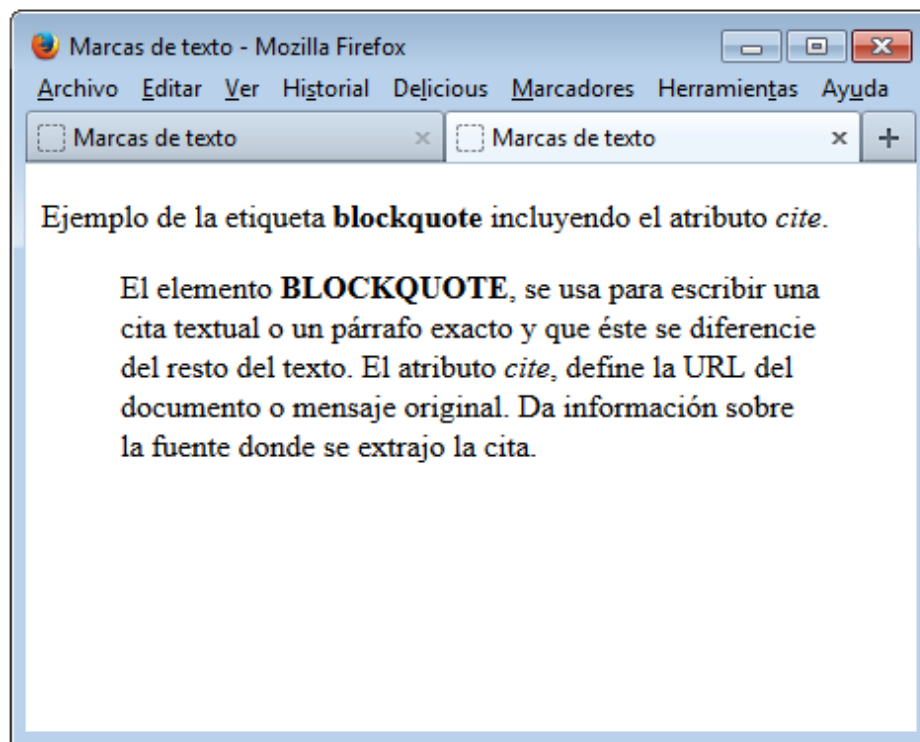 Marcas de texto - Mozilla Firefox
Archivo Editar Ver Historial Delicious Marcadores Herramientas Ayuda
Marcas de texto × Marcas de texto × +
Ejemplo de la etiqueta blockquote incluyendo el atributo cite.
El elemento BLOCKQUOTE, se usa para escribir una
cita textual o un párrafo exacto y que éste se diferencie
del resto del texto. El atributo cite, define la URL del
documento o mensaje original. Da información sobre
la fuente donde se extrajo la cita.